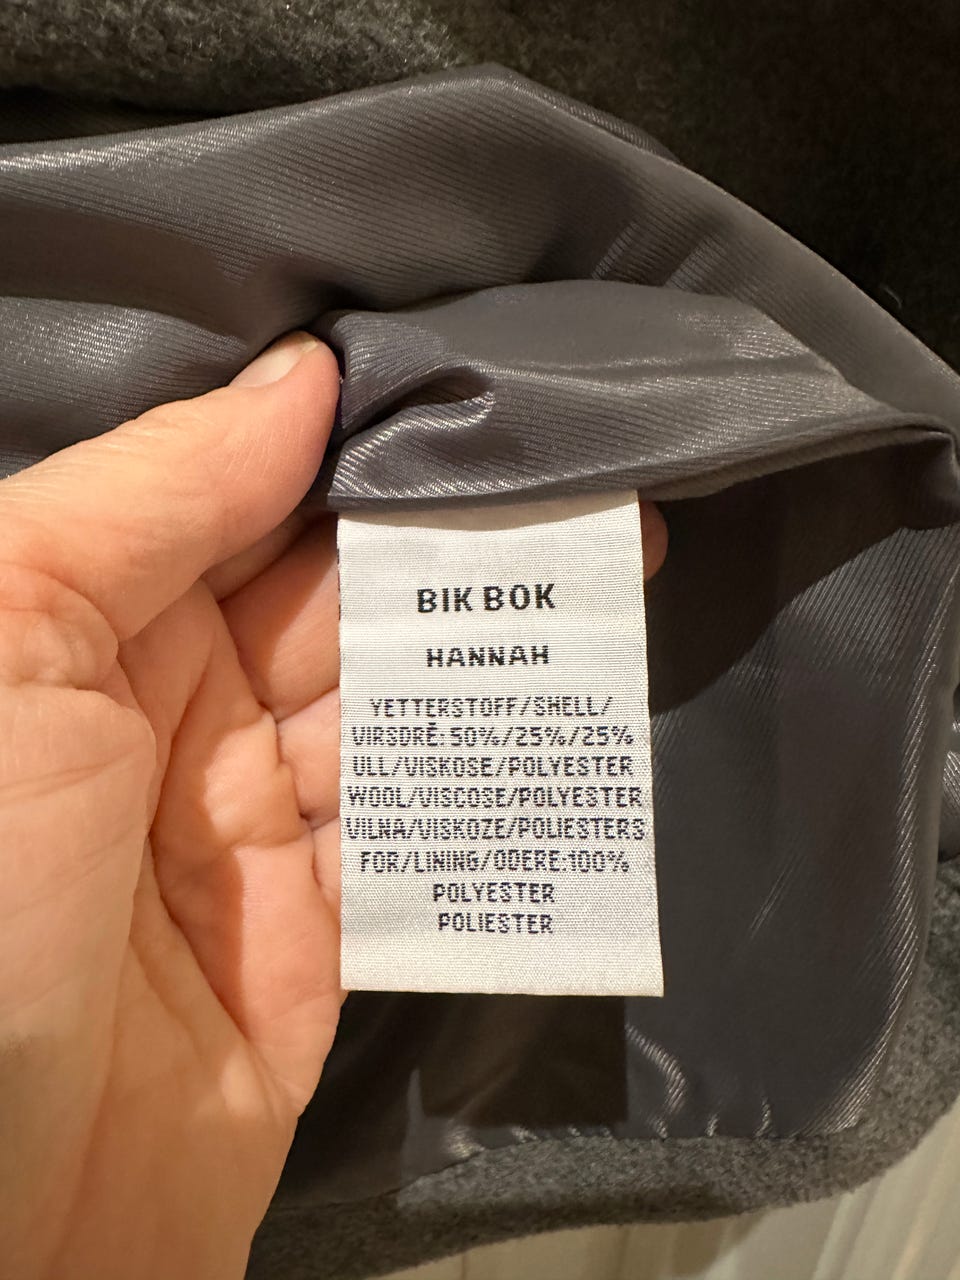 BIK BOK
HANNAH
YETTERSTOFF/SHELL/
VIRSDRĒ:50%/25%/25%
ULL/VISKOSE/POLYESTER
WOOL/VISCOSE/POLYESTER
VILNA/VISKOZE/POLIESTERS
FOR/LINING/ODERE:100%
POLYESTER
POLIESTER